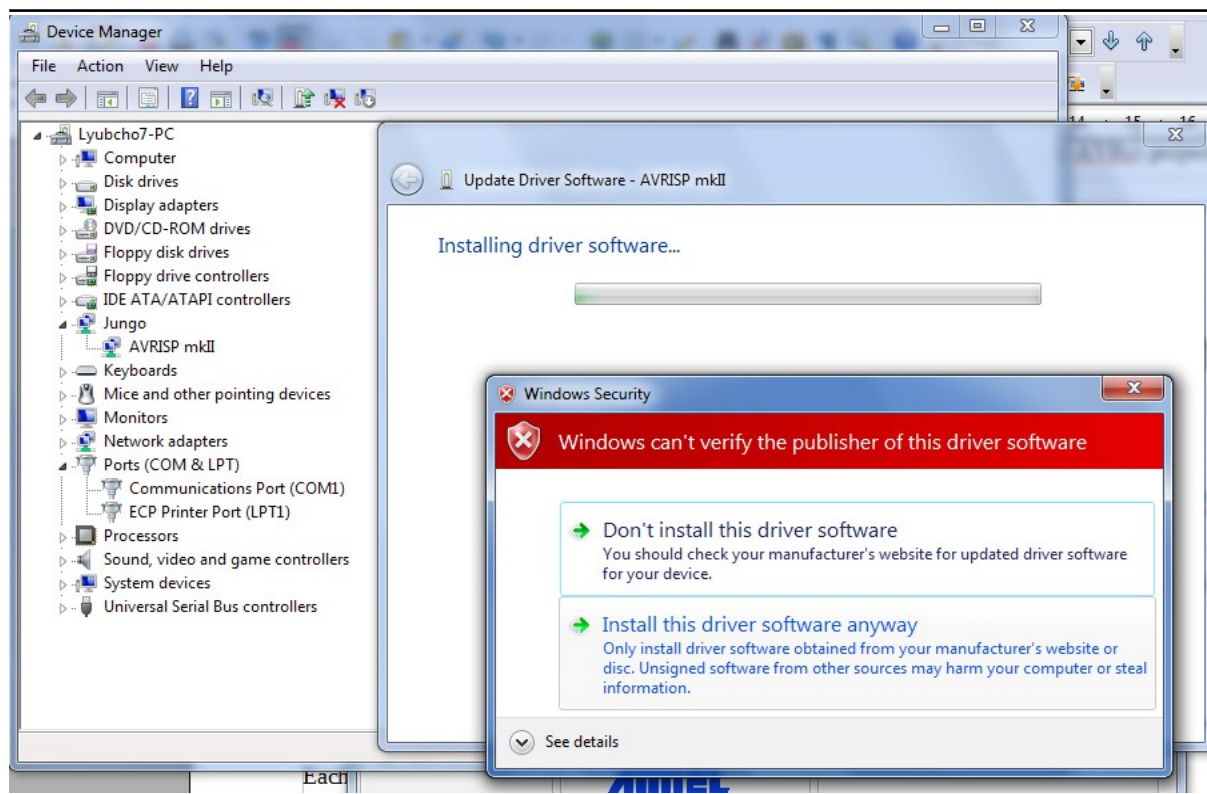 Device Manager
File Action View Help
Lyubcho7-PC
Computer
Disk drives
Display adapters
DVD/CD-ROM drives
Floppy disk drives
Floppy drive controllers
IDE ATA/ATAPI controllers
Jungo
AVRISP mkII
Keyboards
Mice and other pointing devices
Monitors
Network adapters
Ports (COM & LPT)
Communications Port (COM1)
ECP Printer Port (LPT1)
Processors
Sound, video and game controllers
System devices
Universal Serial Bus controllers
14 15 16
Update Driver Software - AVRISP mkII
Installing driver software...
Windows Security
Windows can't verify the publisher of this driver software
Don't install this driver software
You should check your manufacturer's website for updated driver software
for your device.
Install this driver software anyway
Only install driver software obtained from your manufacturer's website or
disc. Unsigned software from other sources may harm your computer or steal
information.
See details
Each